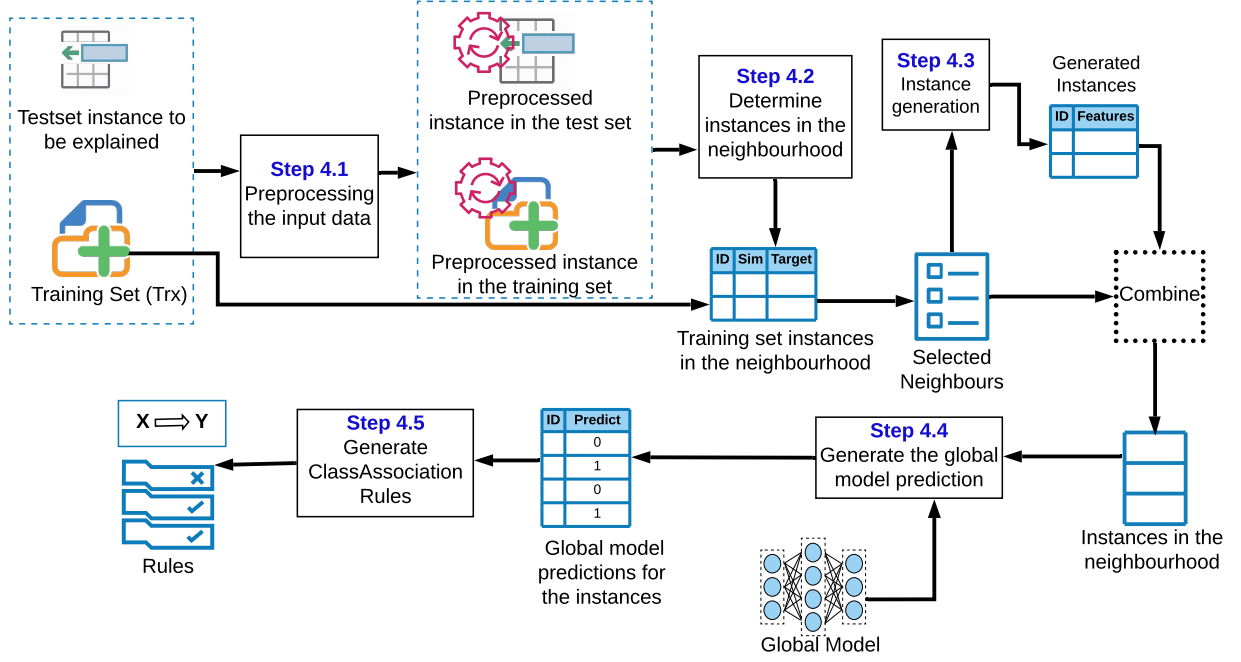 Testset instance to
be explained
Training Set (Trx)
Step 4.1
Preprocessing
the input data
Preprocessed
instance in the test set
Preprocessed instance
in the training set
Step 4.2
Determine
instances in the
neighbourhood
ID Sim Target
Training set instances
in the neighbourhood
Step 4.3
Instance
generation
Selected
Neighbours
Generated
Instances
ID Features
Combine
Instances in the
neighbourhood
Step 4.4
Generate the global
model prediction
Global Model
ID Predict
0
1
0
1
Global model
predictions for
the instances
Step 4.5
Generate
ClassAssociation
Rules
X ⇒ Y
Rules